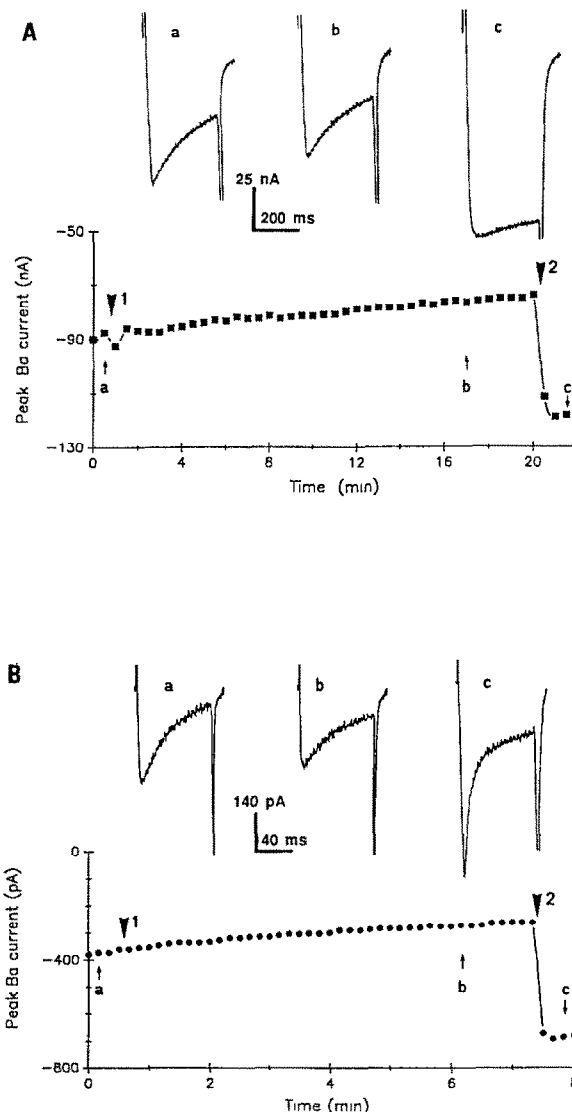 A
a
b
c
25 nA
200 ms
-50
-90
-130
Peak Ba current (nA)
1
2
a
b
c
0
4
8
12
16
20
Time (min)
B
a
b
c
140 pA
40 ms
0
-400
-800
Peak Ba current (pA)
1
2
a
b
c
0
2
4
6
8
Time (min)